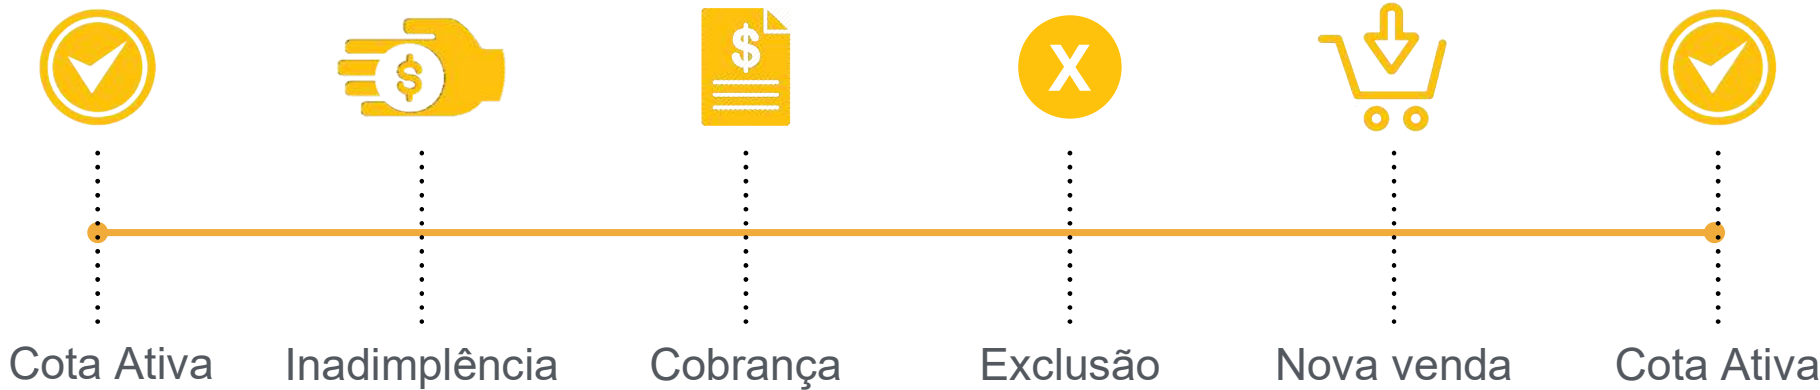 $
$
X
Cota Ativa
Inadimplência
Cobrança
Exclusão
Nova venda
Cota Ativa